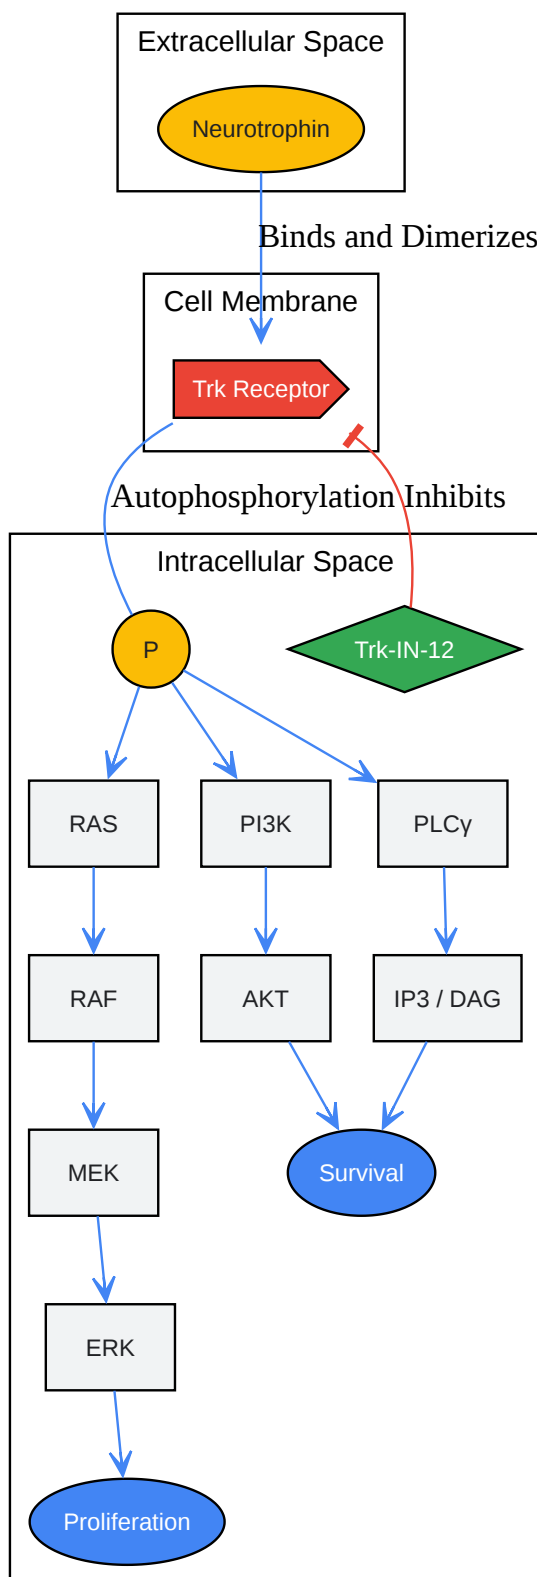 Extracellular Space
Neurotrophin
Binds and Dimerizes
Cell Membrane
Trk Receptor
Autophosphorylation
Inhibits
Intracellular Space
P
Trk-IN-12
RAS
PI3K
PLCγ
RAF
AKT
IP3 / DAG
MEK
Survival
ERK
Proliferation